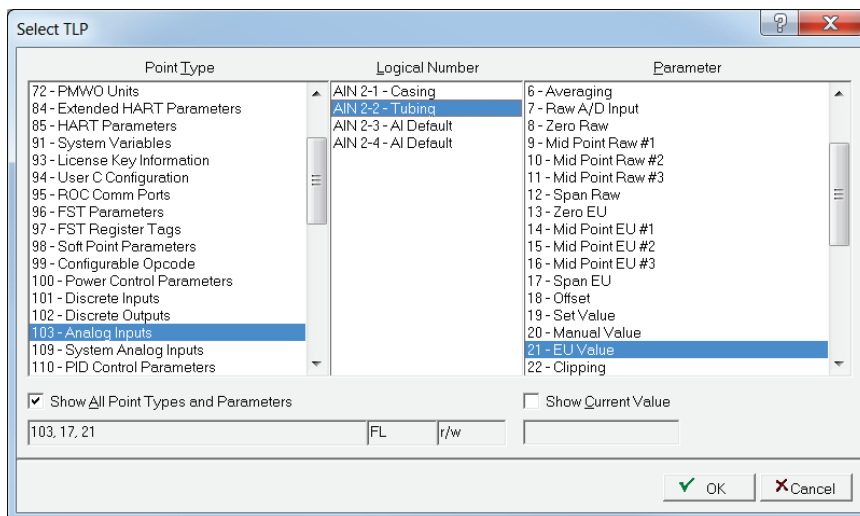 Select TLP
?
X
Point Type
Logical Number
Parameter
72 - PMWO Units
84 - Extended HART Parameters
85 - HART Parameters
91 - System Variables
93 - License Key Information
94 - User C Configuration
95 - ROC Comm Ports
96 - FST Parameters
97 - FST Register Tags
98 - Soft Point Parameters
99 - Configurable Opcode
100 - Power Control Parameters
101 - Discrete Inputs
102 - Discrete Outputs
103 - Analog Inputs
109 - System Analog Inputs
110 - PID Control Parameters
AIN 2-1 - Casing
AIN 2-2 - Tubing
AIN 2-3 - AI Default
AIN 2-4 - AI Default
6 - Averaging
7 - Raw A/D Input
8 - Zero Raw
9 - Mid Point Raw #1
10 - Mid Point Raw #2
11 - Mid Point Raw #3
12 - Span Raw
13 - Zero EU
14 - Mid Point EU #1
15 - Mid Point EU #2
16 - Mid Point EU #3
17 - Span EU
18 - Offset
19 - Set Value
20 - Manual Value
21 - EU Value
22 - Clipping
Show All Point Types and Parameters
Show Current Value
103, 17, 21
FL
r/w
OK
Cancel